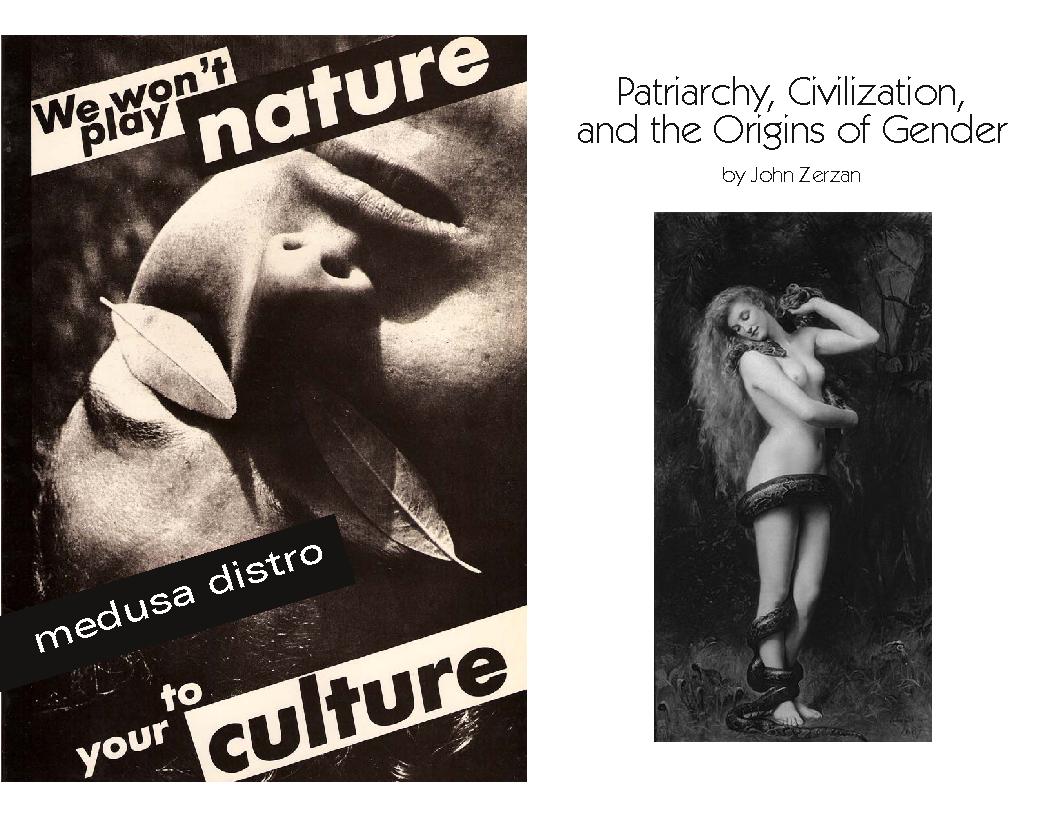 We won't
play
nature
medusa distro
to
your
culture
Patriarchy, Civilization,
and the Origins of Gender
by John Zerzan